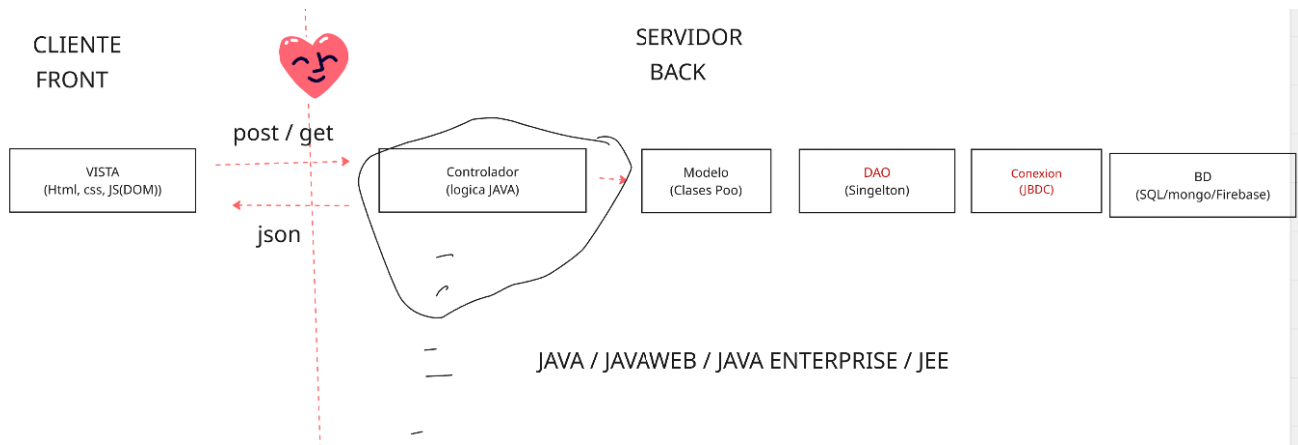 CLIENTE
FRONT
SERVIDOR
BACK
post / get
VISTA
(Html, css, JS(DOM))
Controlador
(logica JAVA)
Modelo
(Clases Poo)
DAO
(Singelton)
Conexion
(JBDC)
BD
(SQL/mongo/Firebase)
json
JAVA / JAVAWEB / JAVA ENTERPRISE / JEE